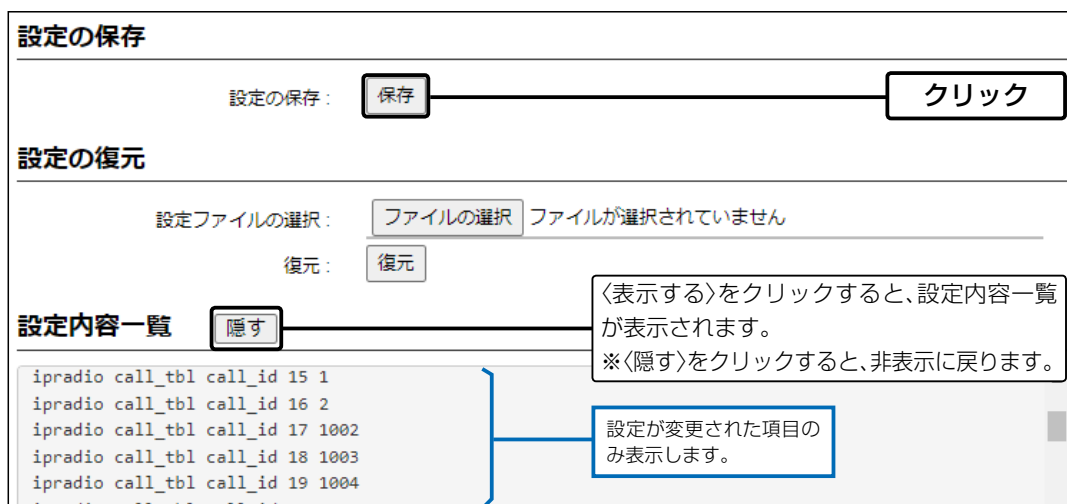 設定の保存
設定の保存 :
保存
クリック
設定の復元
設定ファイルの選択 :
ファイルの選択
ファイルが選択されていません
復元 :
復元
〈表示する〉をクリックすると、設定内容一覧
が表示されます。
※〈隠す〉をクリックすると、非表示に戻ります。
設定内容一覧
隠す
ipradio call_tbl call_id 15 1
ipradio call_tbl call_id 16 2
ipradio call_tbl call_id 17 1002
ipradio call_tbl call_id 18 1003
ipradio call_tbl call_id 19 1004
設定が変更された項目の
み表示します。